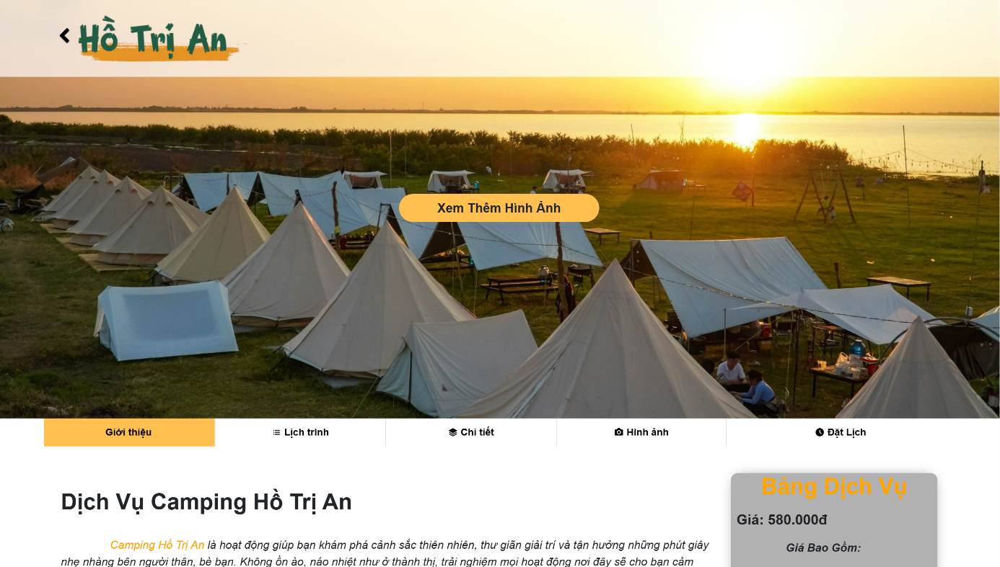 Hồ Trị An
Xem Thêm Hình Ảnh
Giới thiệu
Lịch trình
Chi tiết
Hình ảnh
Đặt Lịch
Dịch Vụ Camping Hồ Trị An
Camping Hồ Trị An là hoạt động giúp bạn khám phá cảnh sắc thiên nhiên, thư giãn giải trí và tận hưởng những phút giây
nhẹ nhàng bên người thân, bè bạn. Không ồn ào, náo nhiệt như ở thành thị, trải nghiệm mọi hoạt động nơi đây sẽ cho bạn cảm
Bảng Dịch Vụ
Giá: 580.000đ
Giá Bao Gồm: